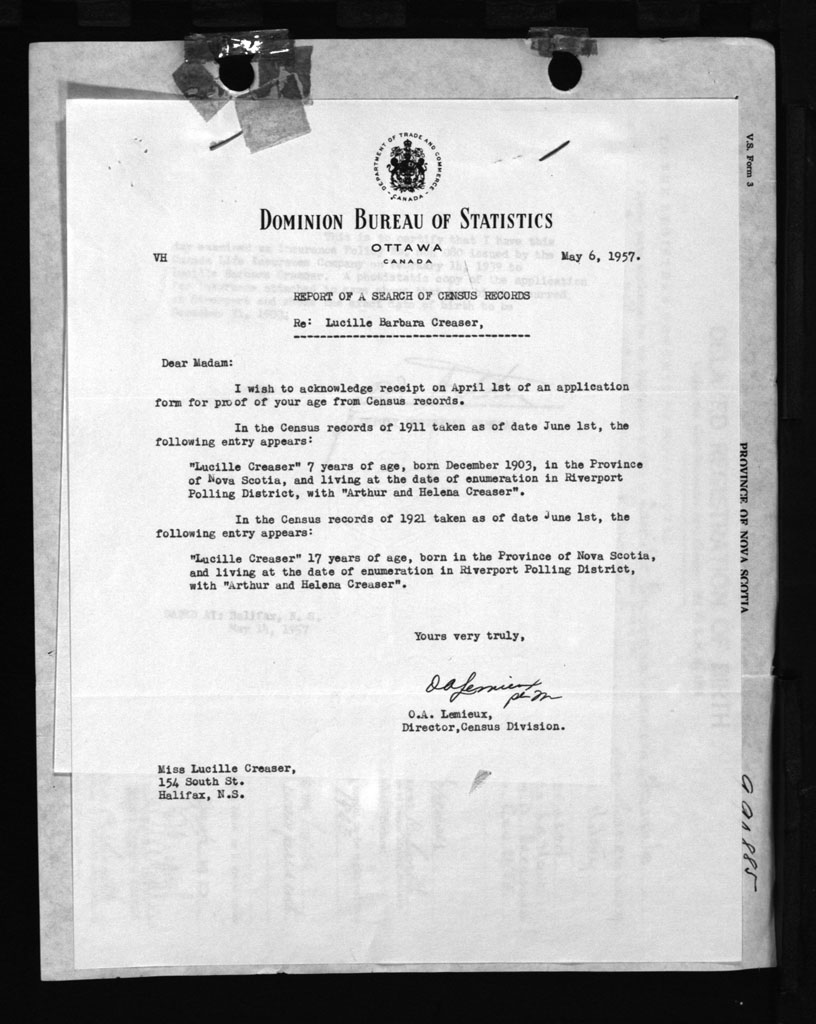 DEPARTMENT OF TRADE AND COMMERCE
- CANADA -
DOMINION BUREAU OF STATISTICS
OTTAWA
CANADA
VH
May 6, 1957.
REPORT OF A SEARCH OF CENSUS RECORDS
Re: Lucille Barbara Creaser,
Dear Madam:
I wish to acknowledge receipt on April 1st of an application
form for proof of your age from Census records.
In the Census records of 1911 taken as of date June 1st, the
following entry appears:
"Lucille Creaser" 7 years of age, born December 1903, in the Province
of Nova Scotia, and living at the date of enumeration in Riverport
Polling District, with "Arthur and Helena Creaser".
In the Census records of 1921 taken as of date June 1st, the
following entry appears:
"Lucille Creaser" 17 years of age, born in the Province of Nova Scotia,
and living at the date of enumeration in Riverport Polling District,
with "Arthur and Helena Creaser".
Yours very truly,
O A Lemieux
per M
O.A. Lemieux,
Director,Census Division.
Miss Lucille Creaser,
154 South St.
Halifax, N.S.
V.S. Form 3
PROVINCE OF NOVA SCOTIA
DATED AT: Halifax, N. S.
May 14, 1957